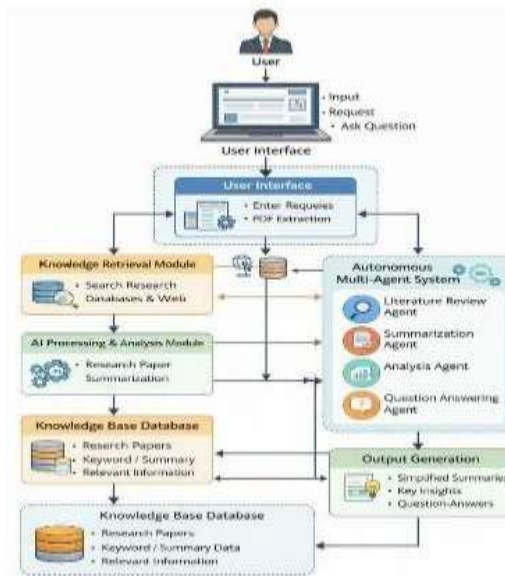 User
• Input
• Request
• Ask Question
User Interface
User Interface
• Enter Requeies
• PDF Extraction
Knowledge Retrieval Module
• Search Research
Databases & Web
Autonomous
Multi-Agent System
Literature Review
Agent
Summarization
Agent
Analysis Agent
Question Answering
Agent
AI Processing & Analysis Module
• Research Paper
Summarization
Knowledge Base Database
• Reserch Papers
• Keyword / Summary
Relevant Information
Output Generation
• Simplified Summaries
• Key Insights
• Question-Answers
Knowledge Base Database
• Research Papers
• Keyword / Summary Data
• Relevant Information